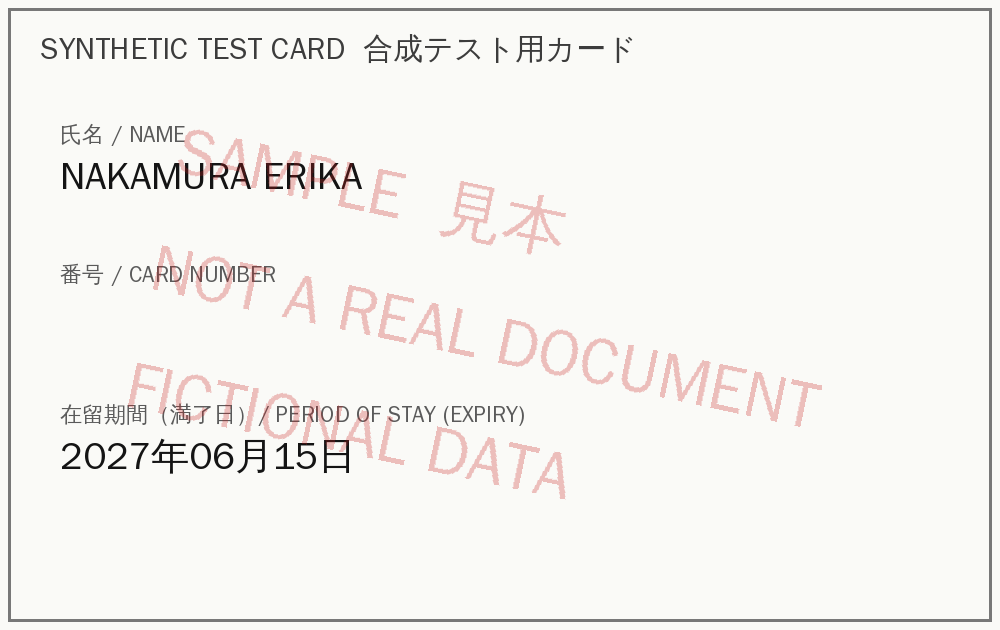 SYNTHETIC TEST CARD 合成テスト用カード
氏名 / NAME
NAKAMURA ERIKA
番号 / CARD NUMBER
在留期間（満了日）/ PERIOD OF STAY (EXPIRY)
2027年06月15日
SAMPLE 見本
NOT A REAL DOCUMENT
FICTIONAL DATA